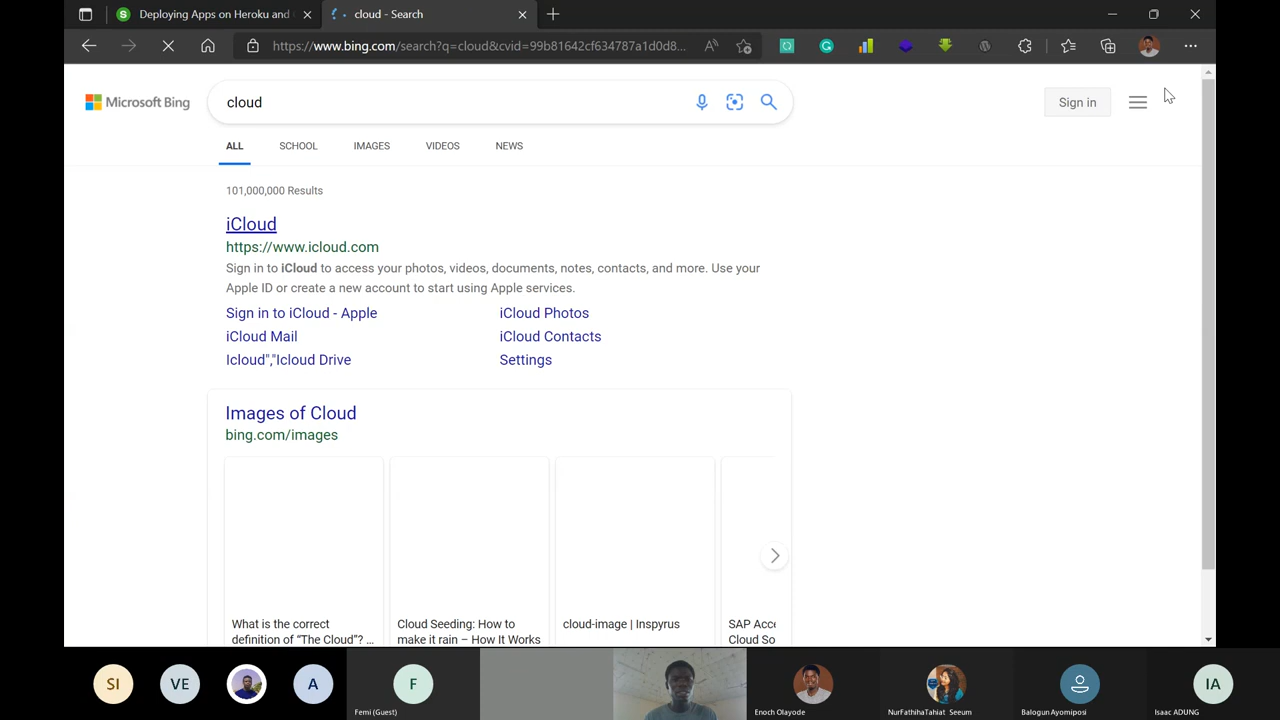 Deploying Apps on Heroku and
cloud - Search
https://www.bing.com/search?q=cloud&cvid=99b81642cf634787a1d0d8...
Microsoft Bing
cloud
Sign in
ALL
SCHOOL
IMAGES
VIDEOS
NEWS
101,000,000 Results
iCloud
https://www.icloud.com
Sign in to iCloud to access your photos, videos, documents, notes, contacts, and more. Use your
Apple ID or create a new account to start using Apple services.
Sign in to iCloud - Apple
iCloud Photos
iCloud Mail
iCloud Contacts
Icloud","Icloud Drive
Settings
Images of Cloud
bing.com/images
What is the correct
definition of “The Cloud”? ...
Cloud Seeding: How to
make it rain – How It Works
cloud-image | Inspyrus
SAP Acce
Cloud So
SI
VE
A
F
Femi (Guest)
Enoch Olayode
NurFathihaTahiat Seeum
Balogun Ayomiposi
IA
Isaac ADUNG